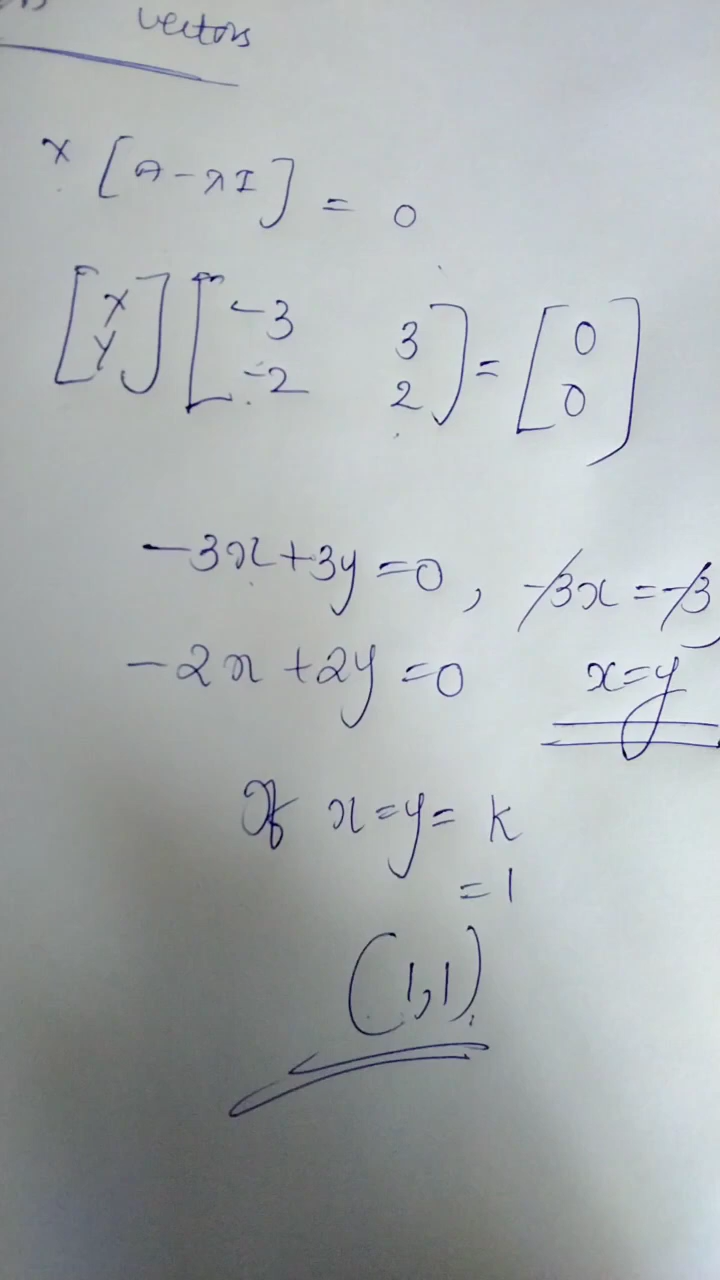 vectors
x [A-λI] = 0
[x y] [-3 3 -2 2] = [0 0]
-3x+3y=0, -3x=-3
-2x+2y=0 x=y
If x=y= k
=1
(1,1)